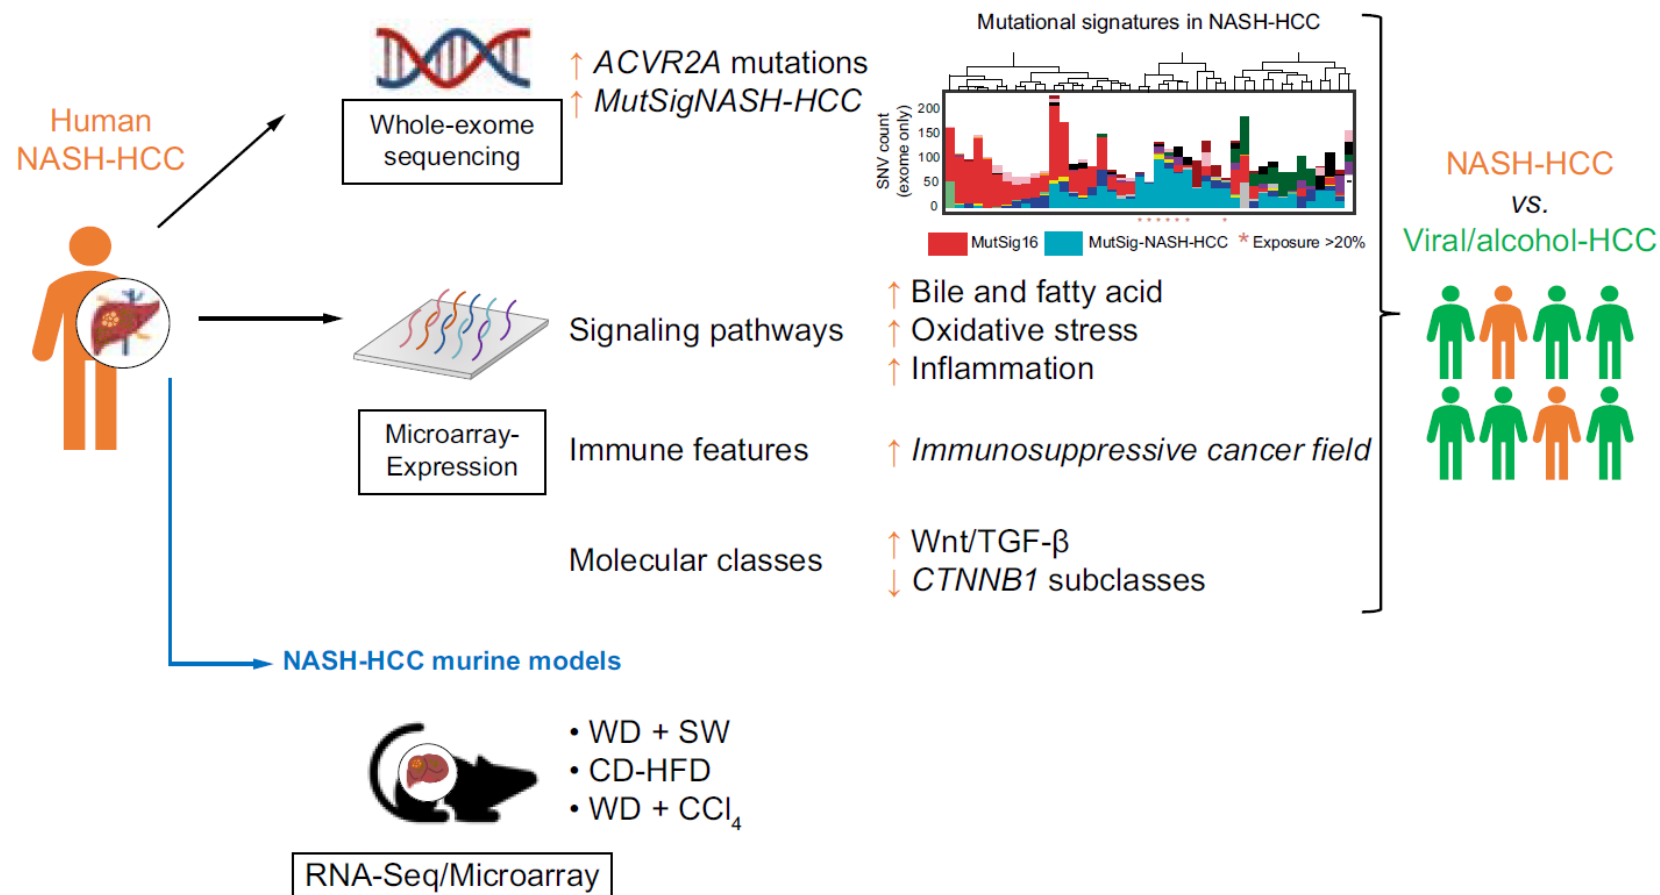 Human
NASH-HCC
Whole-exome
sequencing
↑ ACVR2A mutations
↑ MutSigNASH-HCC
Mutational signatures in NASH-HCC
SNV count
(exome only)
200
150
100
50
0
MutSig16
MutSig-NASH-HCC
* Exposure >20%
Microarray-
Expression
Signaling pathways
↑ Bile and fatty acid
↑ Oxidative stress
↑ Inflammation
Immune features
↑ Immunosuppressive cancer field
Molecular classes
↑ Wnt/TGF-β
↓ CTNNB1 subclasses
NASH-HCC
vs.
Viral/alcohol-HCC
NASH-HCC murine models
• WD + SW
• CD-HFD
• WD + CCl₄
RNA-Seq/Microarray